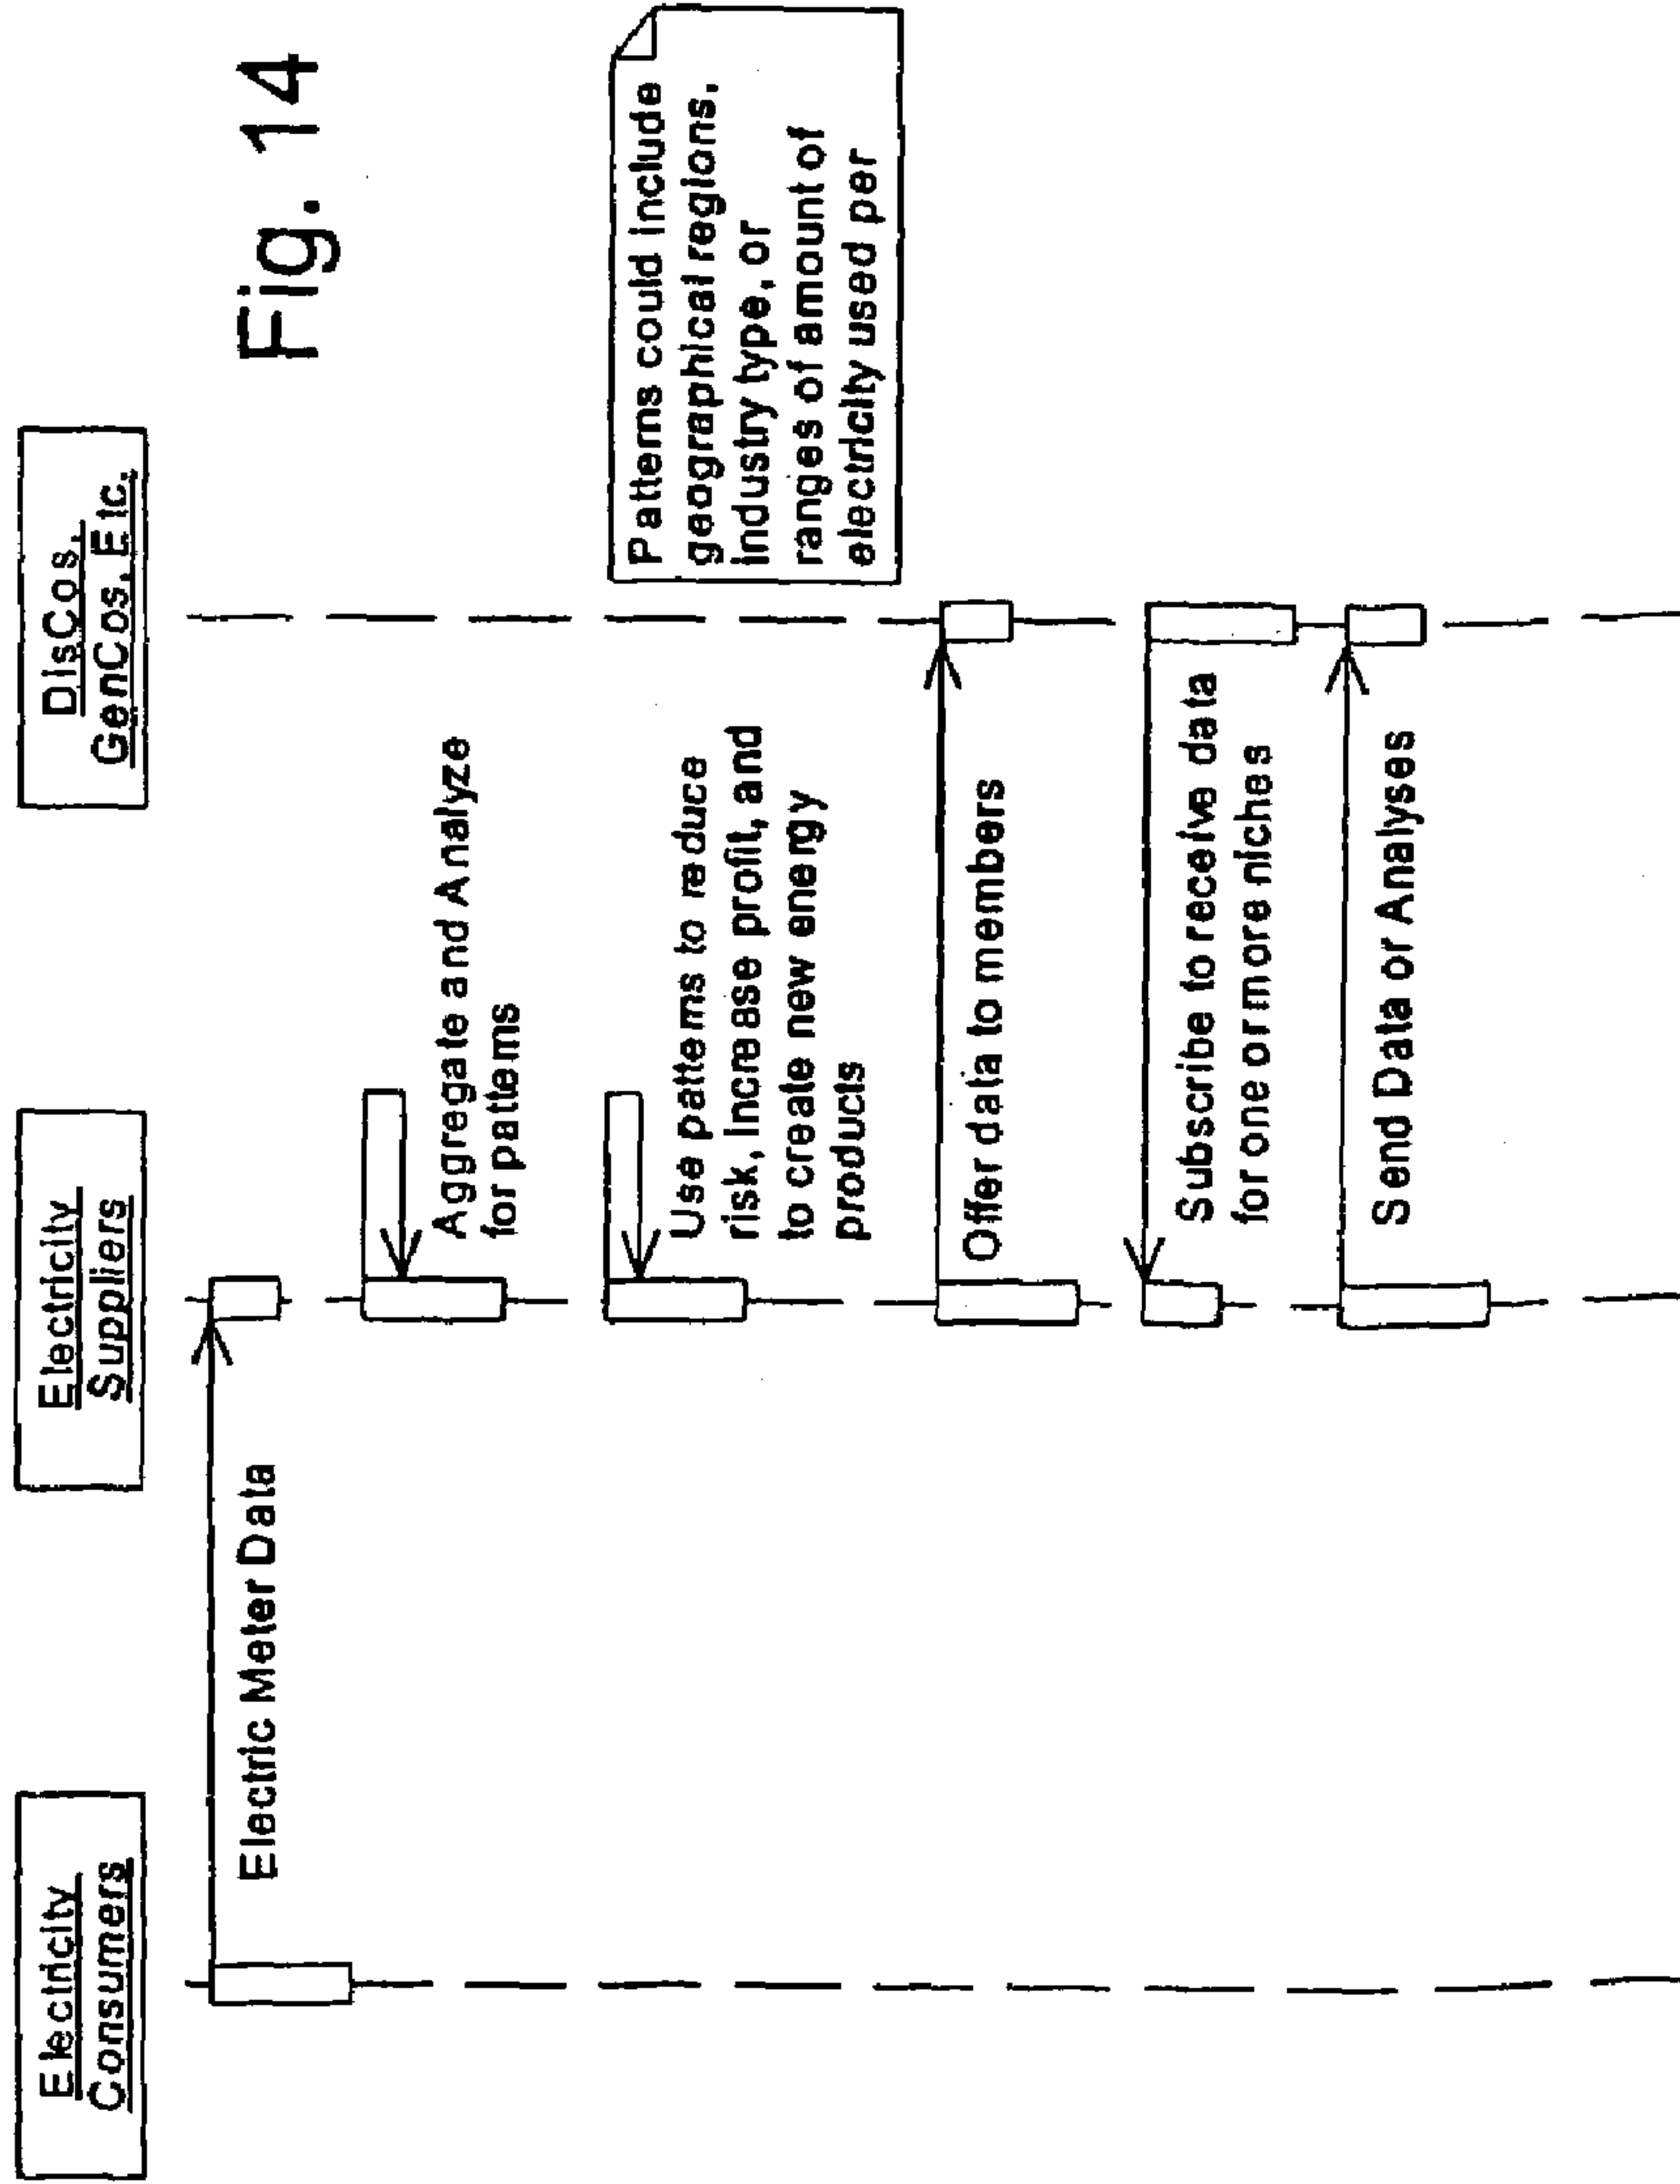 Electricity
Consumers
Electricity
Suppliers
DisCos,
GenCos, Etc.
Fig. 14
Electric Meter Data
Aggregate and Analyze
for patterns
Use patterns to reduce
risk, increase profit, and
to create new energy
products
Patterns could include
geographical regions,
industry type, or
ranges of amount of
electricity used per
Offer data to members
Subscribe to receive data
for one or more niches
Send Data or Analyses